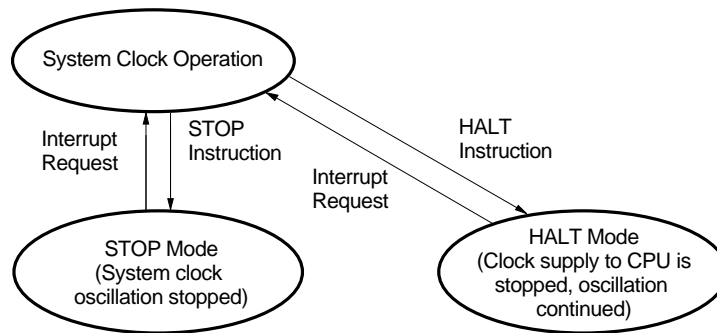 System Clock Operation
Interrupt
Request
STOP
Instruction
HALT
Instruction
Interrupt
Request
STOP Mode
(System clock
oscillation stopped)
HALT Mode
(Clock supply to CPU is
stopped, oscillation
continued)